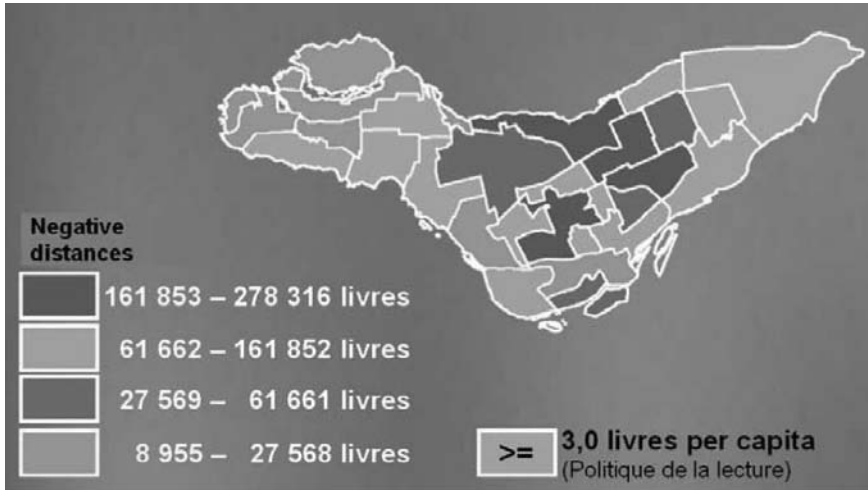 Negative
distances
161 853 – 278 316 livres
61 662 – 161 852 livres
27 569 – 61 661 livres
8 955 – 27 568 livres
>= 3,0 livres per capita
(Politique de la lecture)